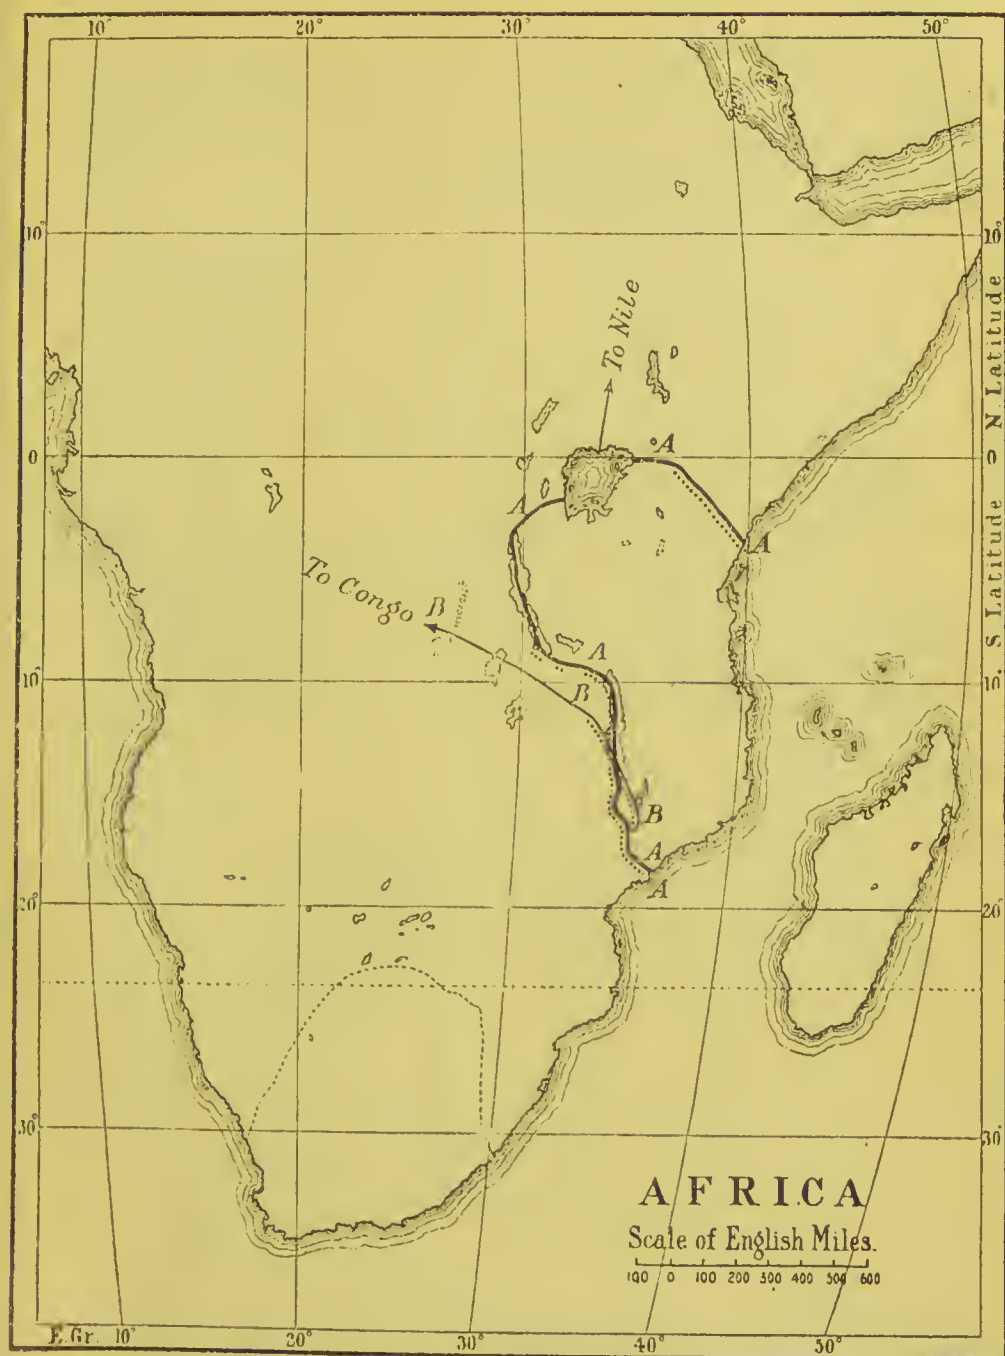 10° 20° 30° 40° 50°
10° 10°
N. Latitude
To Nile
A
0 0
A
A
S. Latitude
To Congo
B
A
10° 10°
B
B
A
A
20° 20°
30° 30°
AFRICA
Scale of English Miles.
100 0 100 200 300 400 500 600
E. Gr. 10° 20° 30° 40° 50°